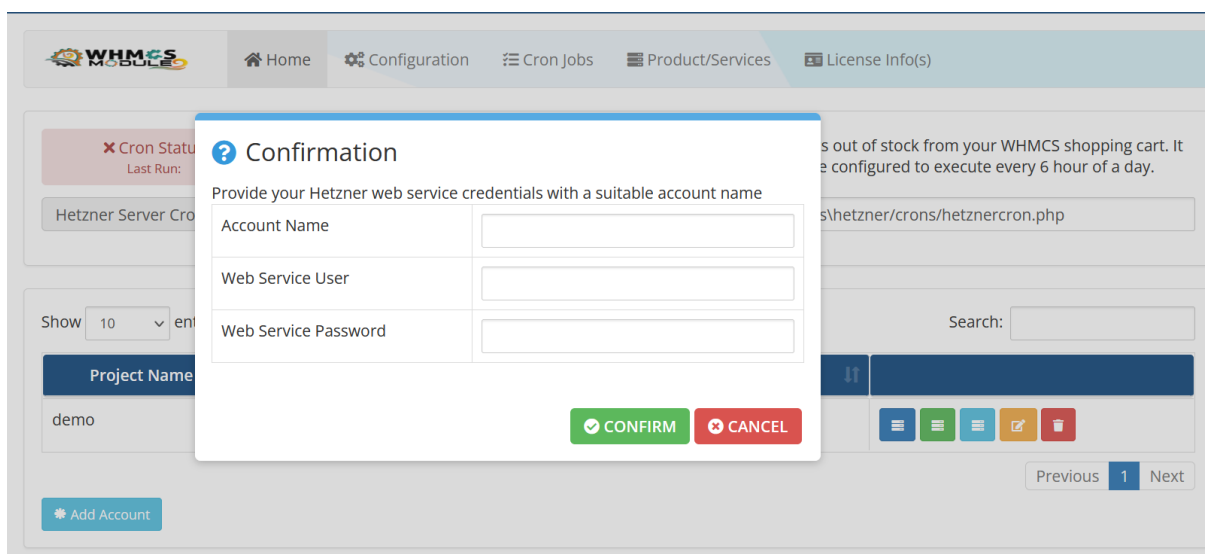 WHMCS
MODULE
Home
Configuration
Cron Jobs
Product/Services
License Info(s)
Cron Statu
Last Run:
s out of stock from your WHMCS shopping cart. It
e configured to execute every 6 hour of a day.
Hetzner Server Cro
s\hetzner/crons/hetznercron.php
Confirmation
Provide your Hetzner web service credentials with a suitable account name
Account Name
Web Service User
Web Service Password
CONFIRM
CANCEL
Show 10 ent
Search:
Project Name
demo
Previous 1 Next
Add Account